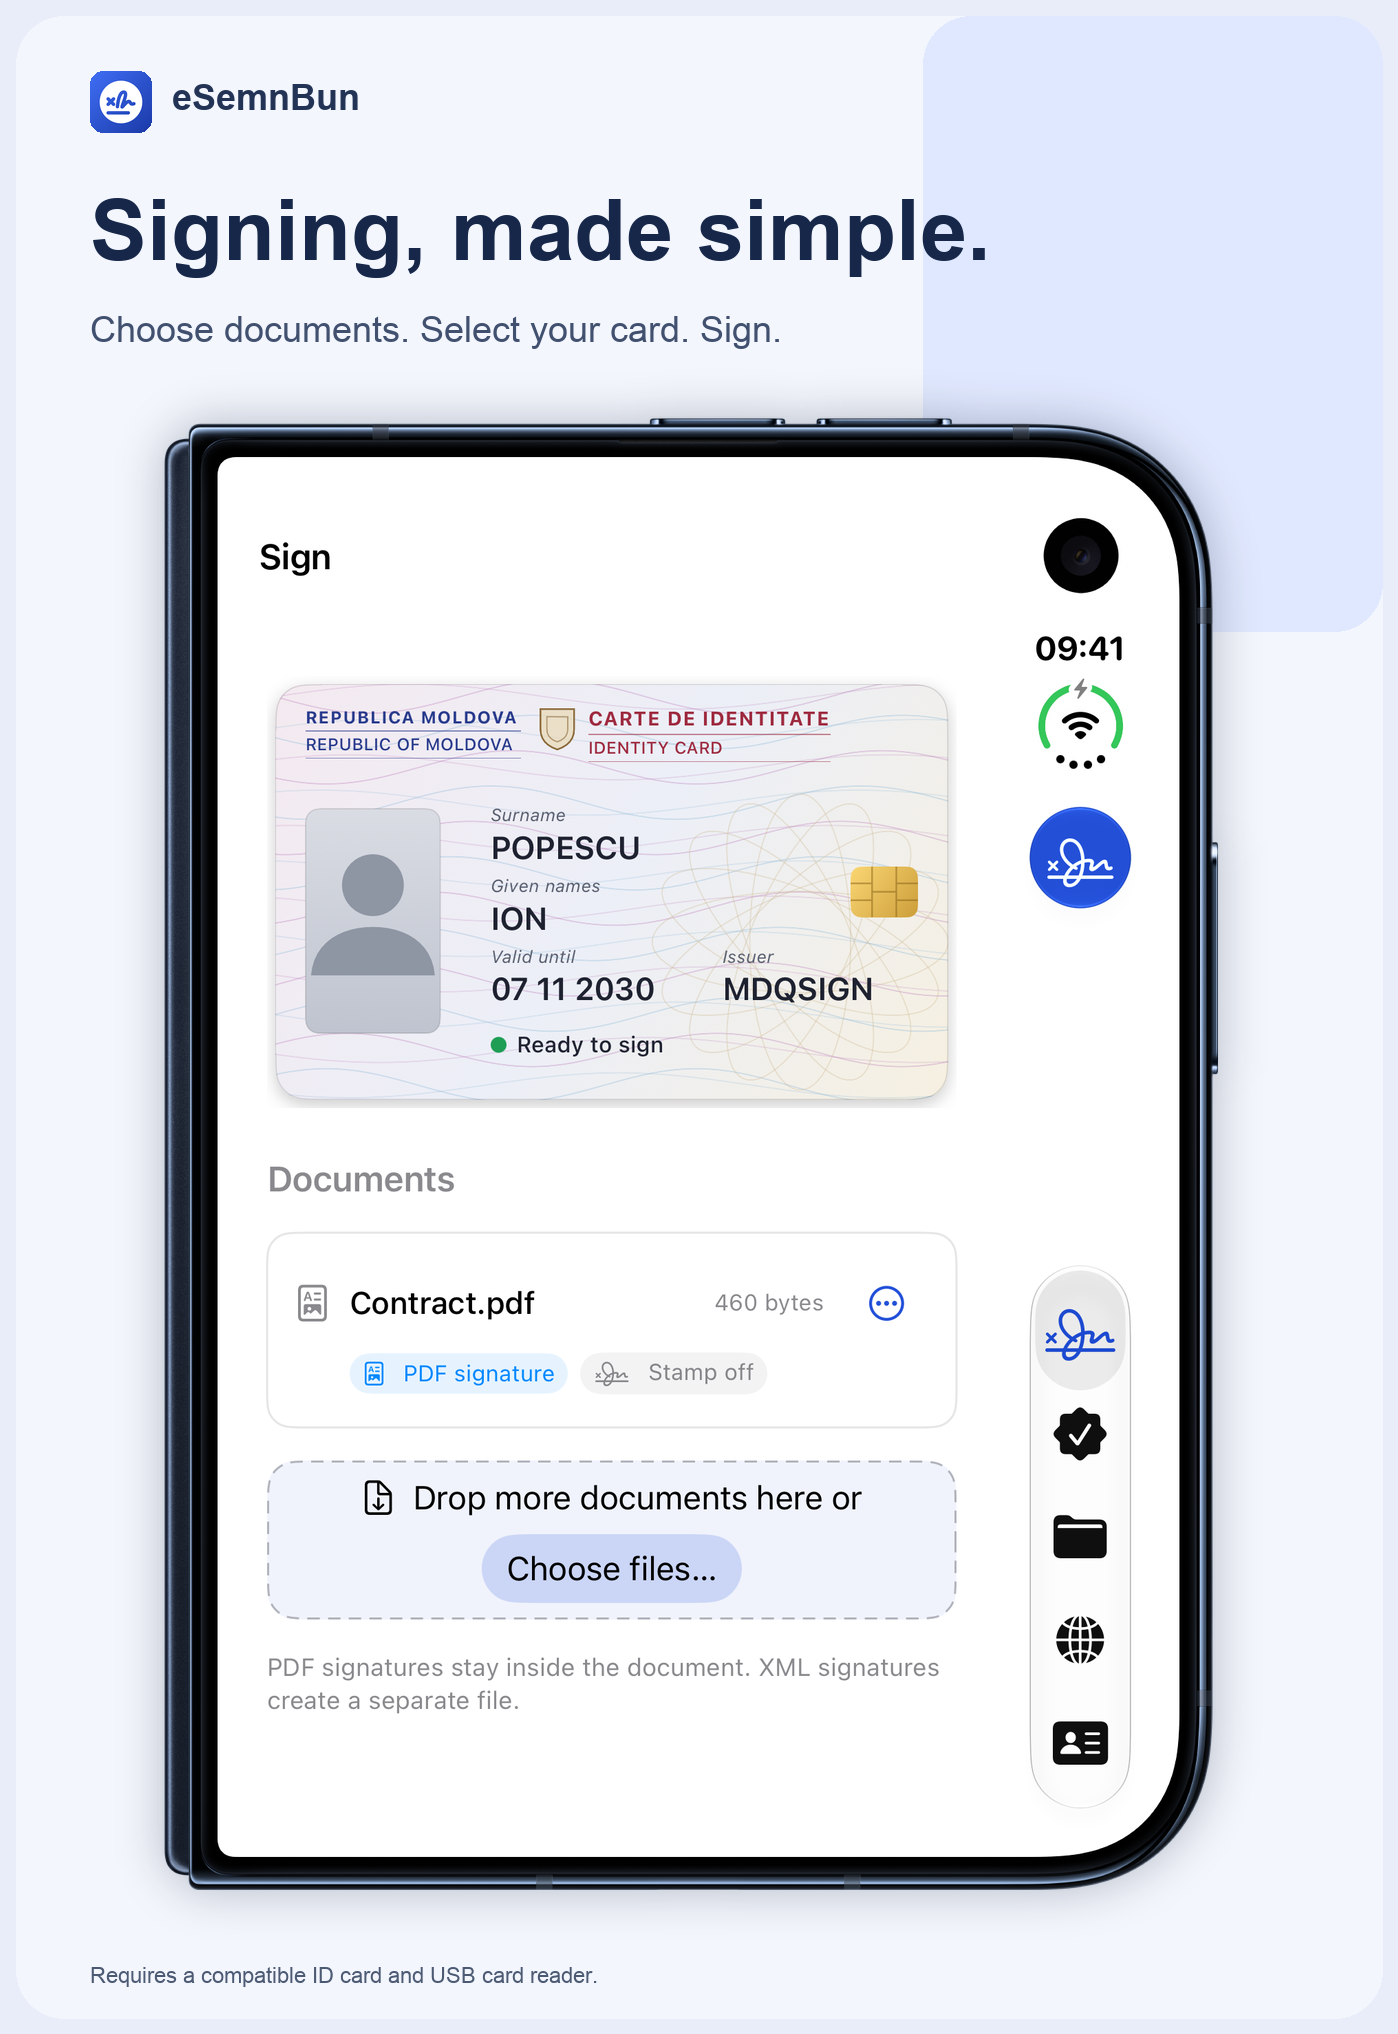 eSemnBun
Signing, made simple.
Choose documents. Select your card. Sign.
Sign
09:41
REPUBLICA MOLDOVA
REPUBLIC OF MOLDOVA
CARTE DE IDENTITATE
IDENTITY CARD
Surname
POPESCU
Given names
ION
Valid until
07 11 2030
Issuer
MDQSIGN
Ready to sign
Documents
Contract.pdf
460 bytes
PDF signature
Stamp off
Drop more documents here or
Choose files...
PDF signatures stay inside the document. XML signatures
create a separate file.
Requires a compatible ID card and USB card reader.